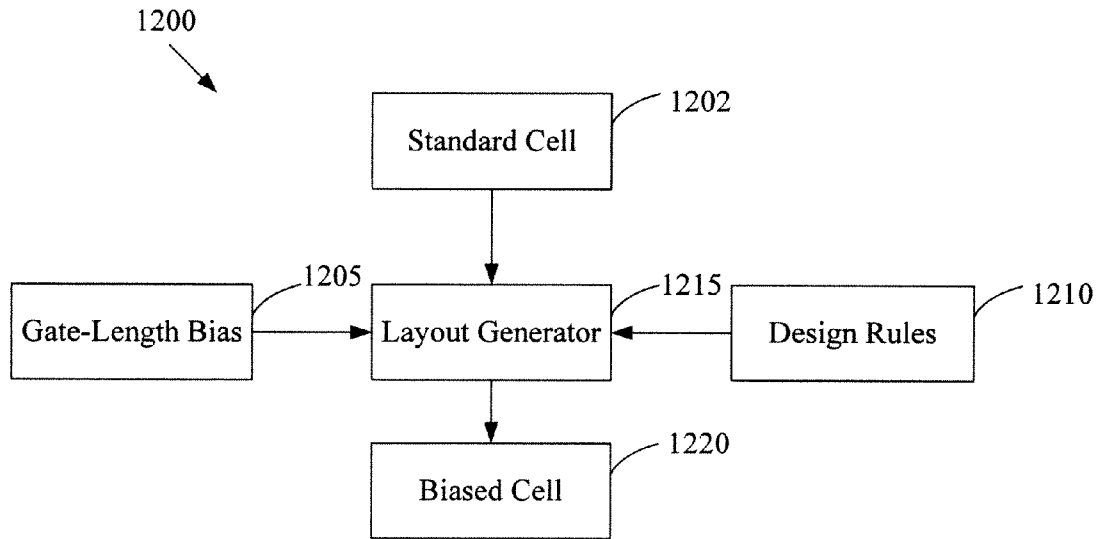 1200
1202
Standard Cell
1205
1215
1210
Gate-Length Bias
Layout Generator
Design Rules
1220
Biased Cell